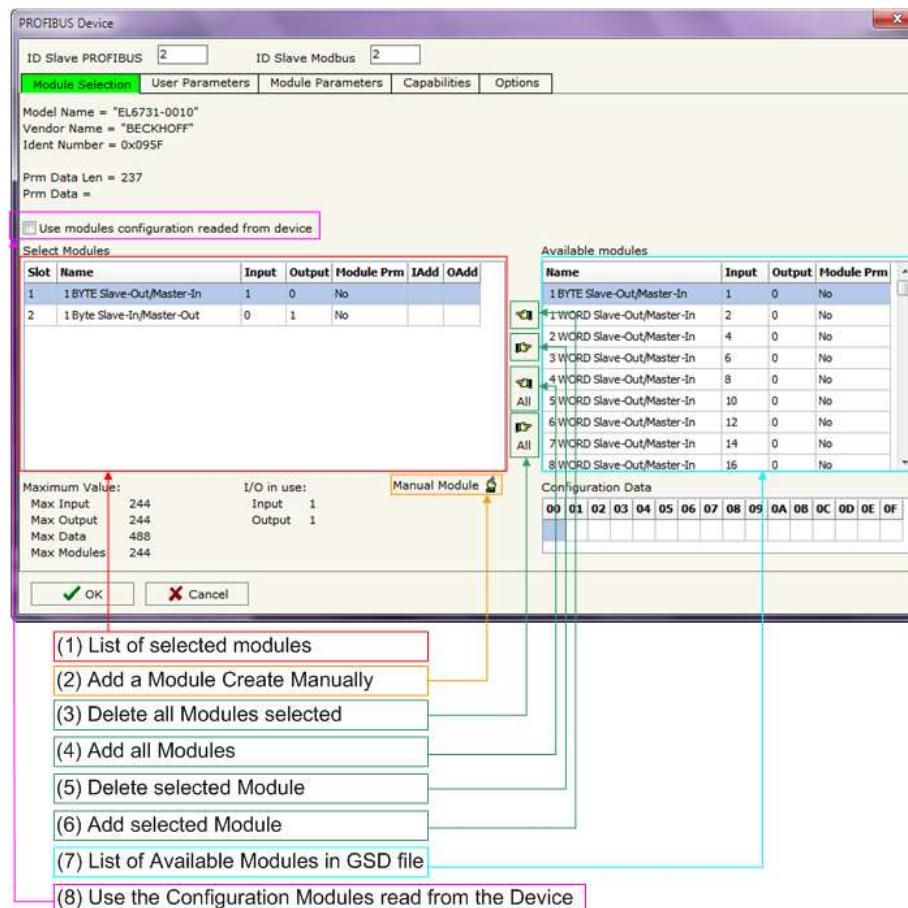 PROFIBUS Device
ID Slave PROFIBUS 2 ID Slave Modbus 2
Module Selection User Parameters Module Parameters Capabilities Options
Model Name = "EL6731-0010"
Vendor Name = "BECKHOFF"
Ident Number = 0x095F
Prm Data Len = 237
Prm Data =
Use modules configuration readed from device
Select Modules
Slot Name Input Output Module Prm IAdd OAdd
1 1 BYTE Slave-Out/Master-In 1 0 No
2 1 Byte Slave-In/Master-Out 0 1 No
All
All
Available modules
Name Input Output Module Prm
1 BYTE Slave-Out/Master-In 1 0 No
1 WORD Slave-Out/Master-In 2 0 No
2 WORD Slave-Out/Master-In 4 0 No
3 WORD Slave-Out/Master-In 6 0 No
4 WORD Slave-Out/Master-In 8 0 No
5 WORD Slave-Out/Master-In 10 0 No
6 WORD Slave-Out/Master-In 12 0 No
7 WORD Slave-Out/Master-In 14 0 No
8 WORD Slave-Out/Master-In 16 0 No
Maximum Value:
Max Input 244
Max Output 244
Max Data 488
Max Modules 244
I/O in use:
Input 1
Output 1
Manual Module
Configuration Data
00 01 02 03 04 05 06 07 08 09 0A 0B 0C 0D 0E 0F
OK Cancel
(1) List of selected modules
(2) Add a Module Create Manually
(3) Delete all Modules selected
(4) Add all Modules
(5) Delete selected Module
(6) Add selected Module
(7) List of Available Modules in GSD file
(8) Use the Configuration Modules read from the Device